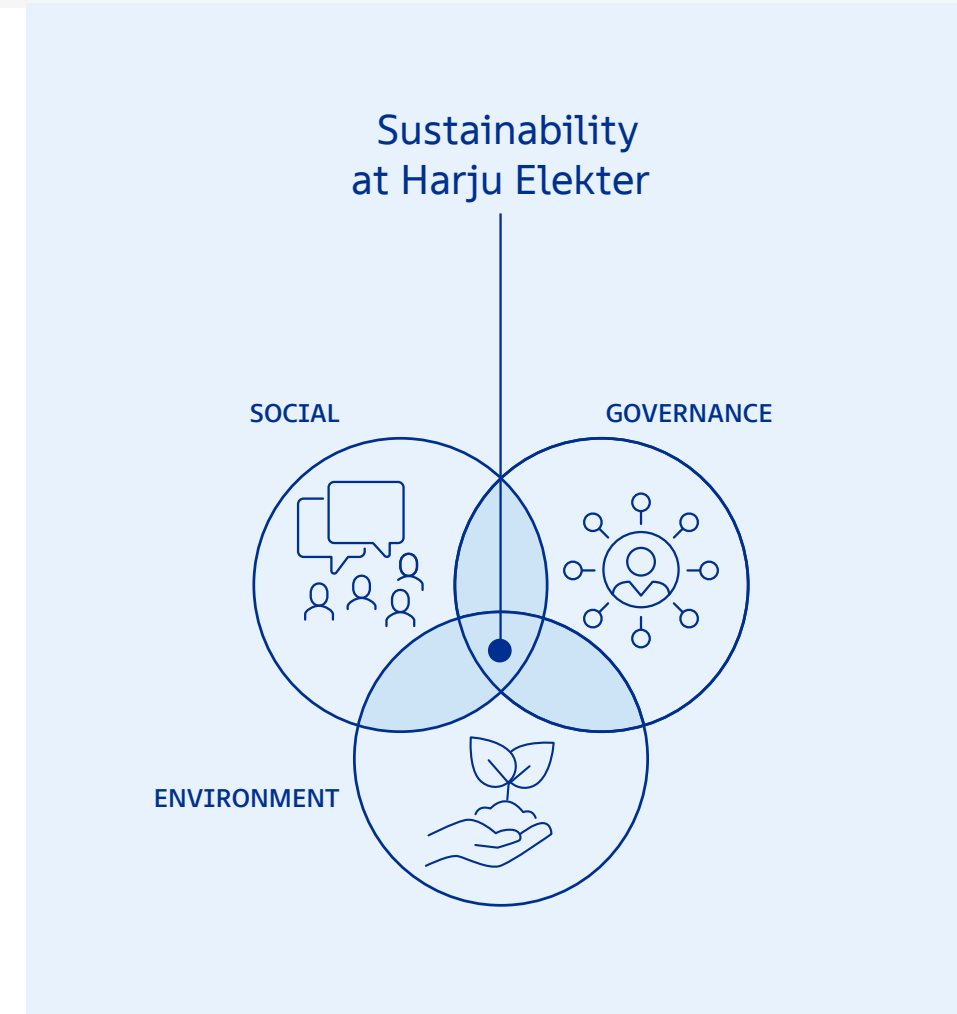 Sustainability
at Harju Elekter
SOCIAL
GOVERNANCE
ENVIRONMENT